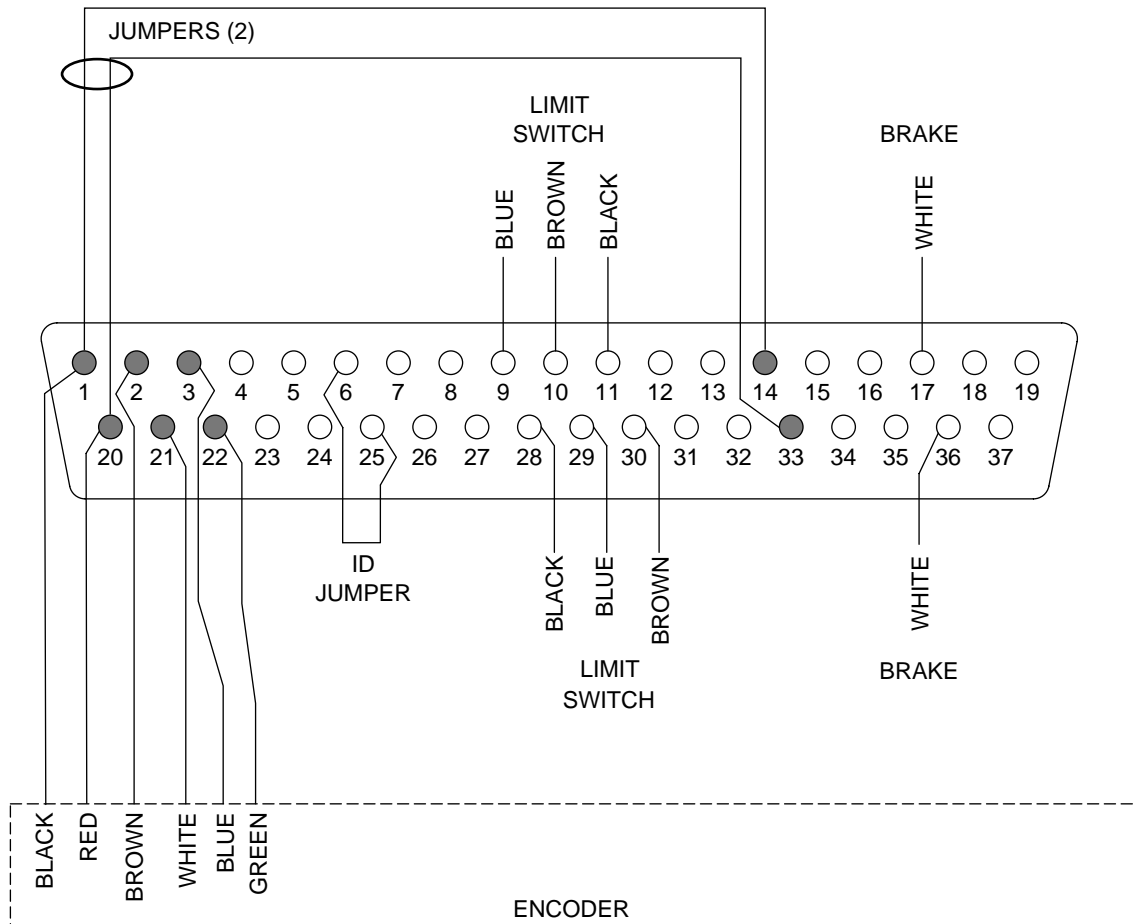 JUMPERS (2)
LIMIT
SWITCH
BRAKE
BLUE
BROWN
BLACK
WHITE
1 2 3 4 5 6 7 8 9 10 11 12 13 14 15 16 17 18 19
20 21 22 23 24 25 26 27 28 29 30 31 32 33 34 35 36 37
ID
JUMPER
BLACK
BLUE
BROWN
WHITE
LIMIT
SWITCH
BRAKE
BLACK
RED
BROWN
WHITE
BLUE
GREEN
ENCODER